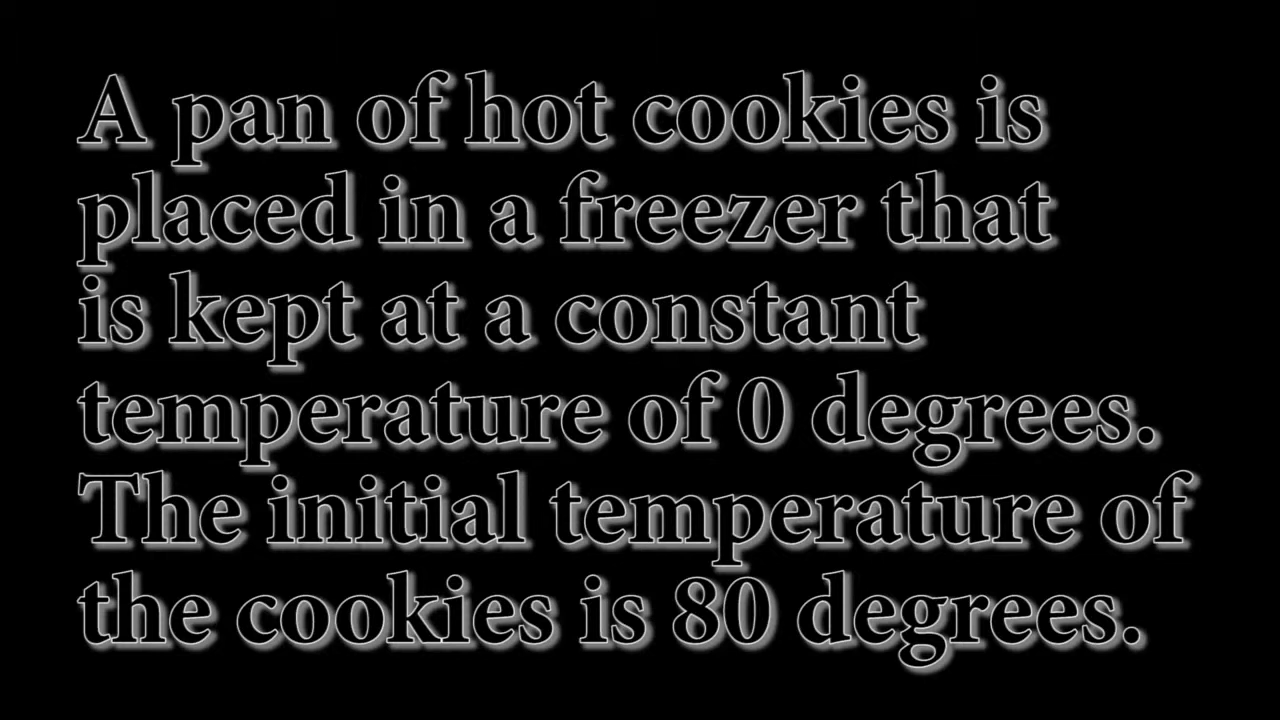 A pan of hot cookies is
placed in a freezer that
is kept at a constant
temperature of 0 degrees.
The initial temperature of
the cookies is 80 degrees.